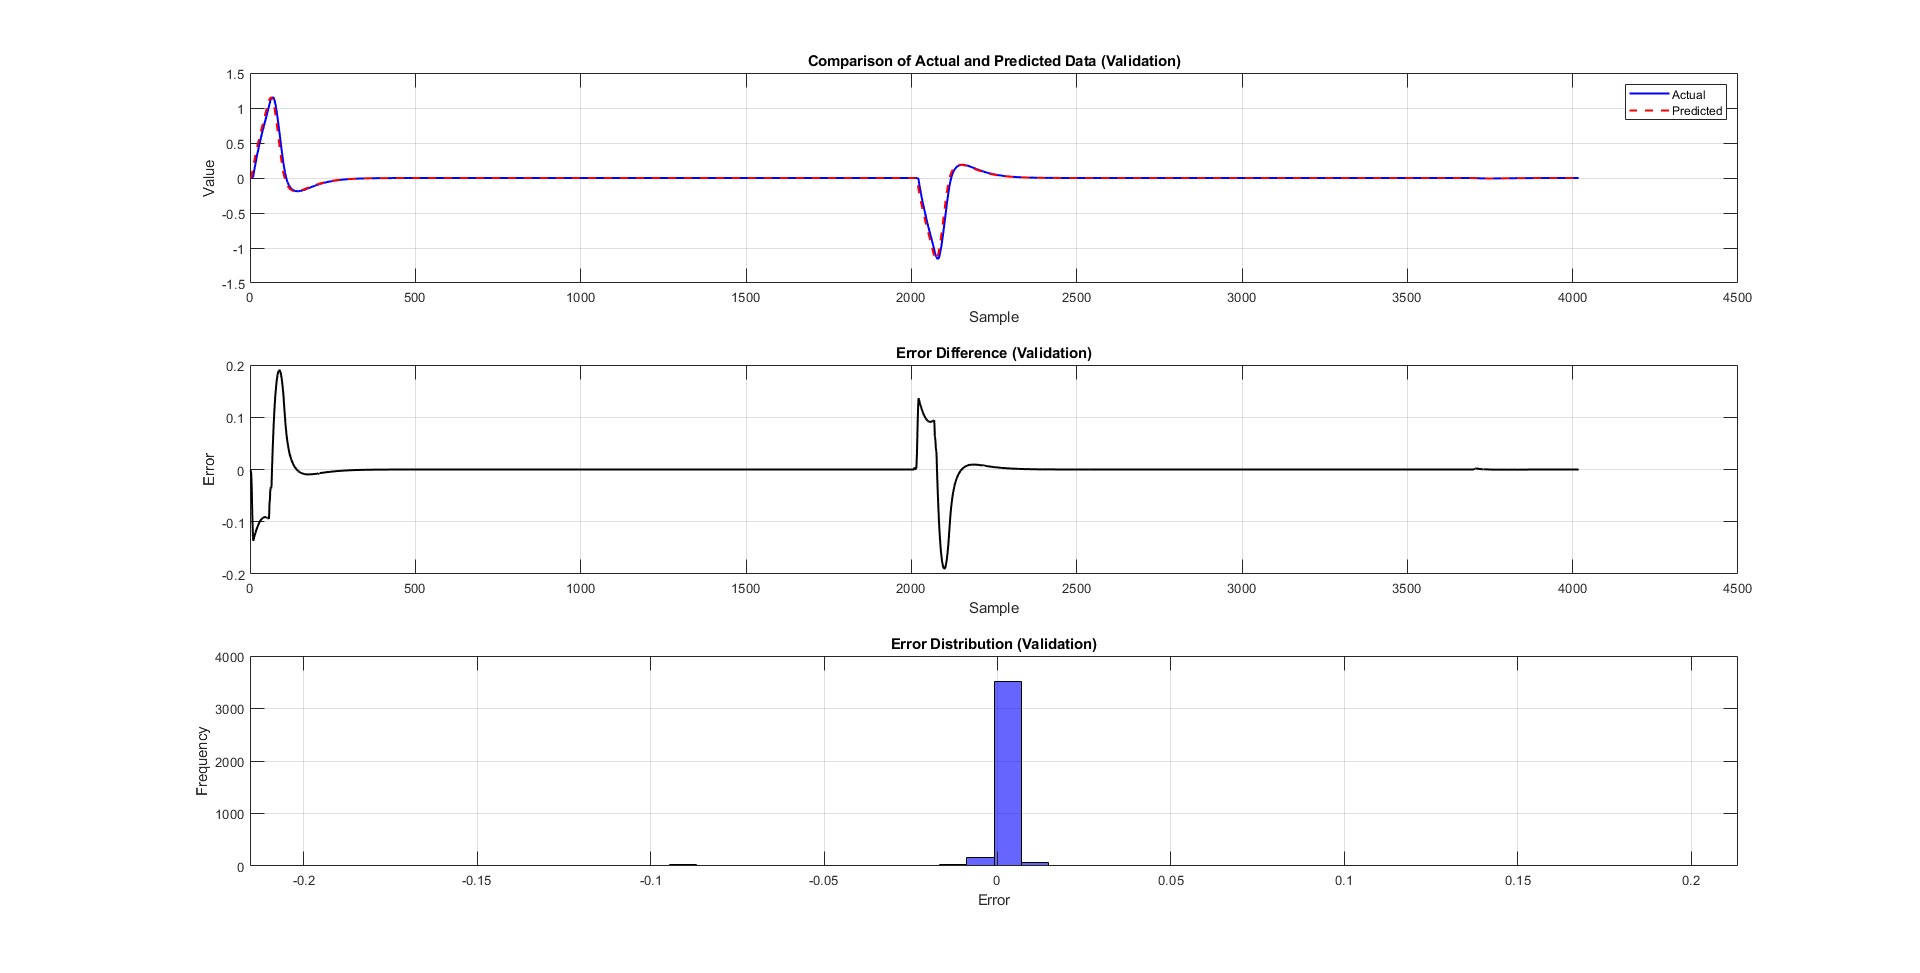 Comparison of Actual and Predicted Data (Validation)
1.5
1
0.5
0
-0.5
-1
-1.5
Value
Actual
Predicted
0 500 1000 1500 2000 2500 3000 3500 4000 4500
Sample
Error Difference (Validation)
0.2
0.1
0
-0.1
-0.2
Error
0 500 1000 1500 2000 2500 3000 3500 4000 4500
Sample
Error Distribution (Validation)
4000
3000
2000
1000
0
Frequency
-0.2 -0.15 -0.1 -0.05 0 0.05 0.1 0.15 0.2
Error